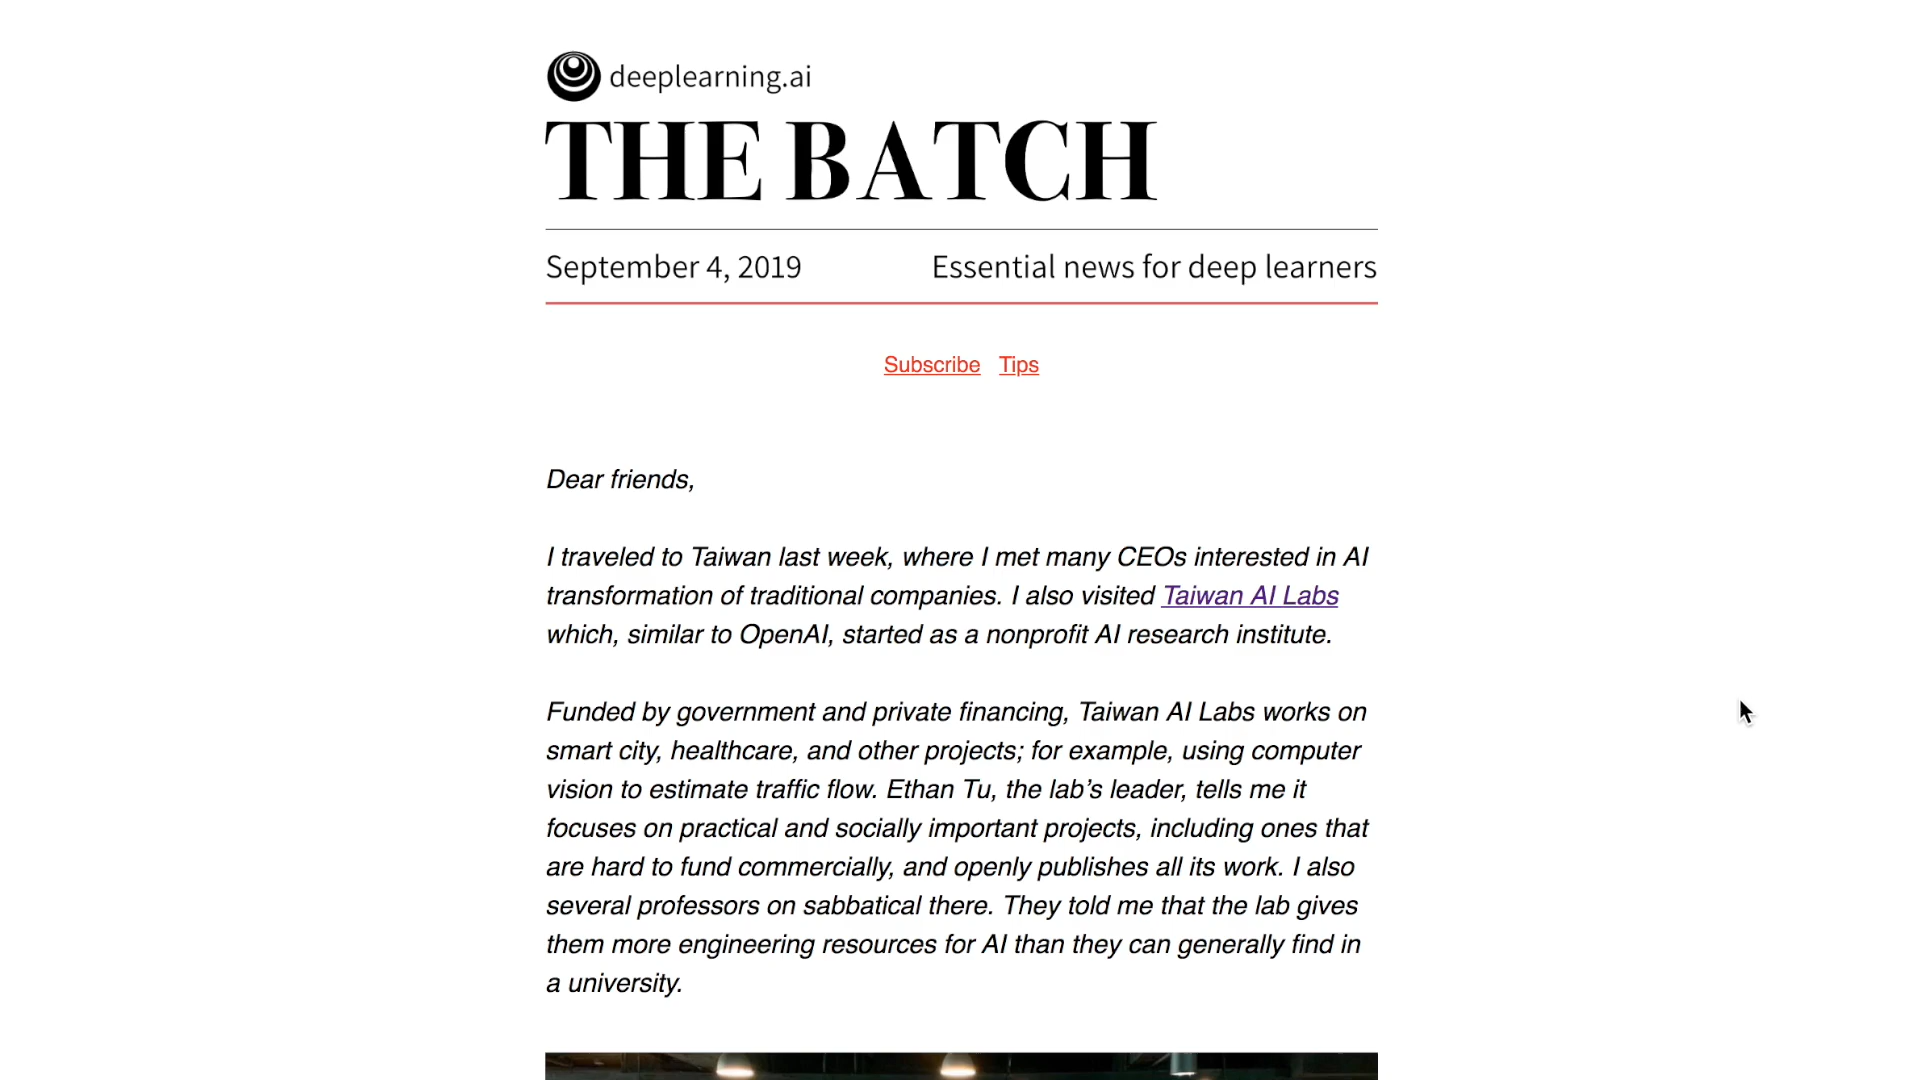 deeplearning.ai
THE BATCH
September 4, 2019 Essential news for deep learners
Subscribe Tips
Dear friends,
I traveled to Taiwan last week, where I met many CEOs interested in AI
transformation of traditional companies. I also visited Taiwan AI Labs
which, similar to OpenAI, started as a nonprofit AI research institute.
Funded by government and private financing, Taiwan AI Labs works on
smart city, healthcare, and other projects; for example, using computer
vision to estimate traffic flow. Ethan Tu, the lab’s leader, tells me it
focuses on practical and socially important projects, including ones that
are hard to fund commercially, and openly publishes all its work. I also
several professors on sabbatical there. They told me that the lab gives
them more engineering resources for AI than they can generally find in
a university.